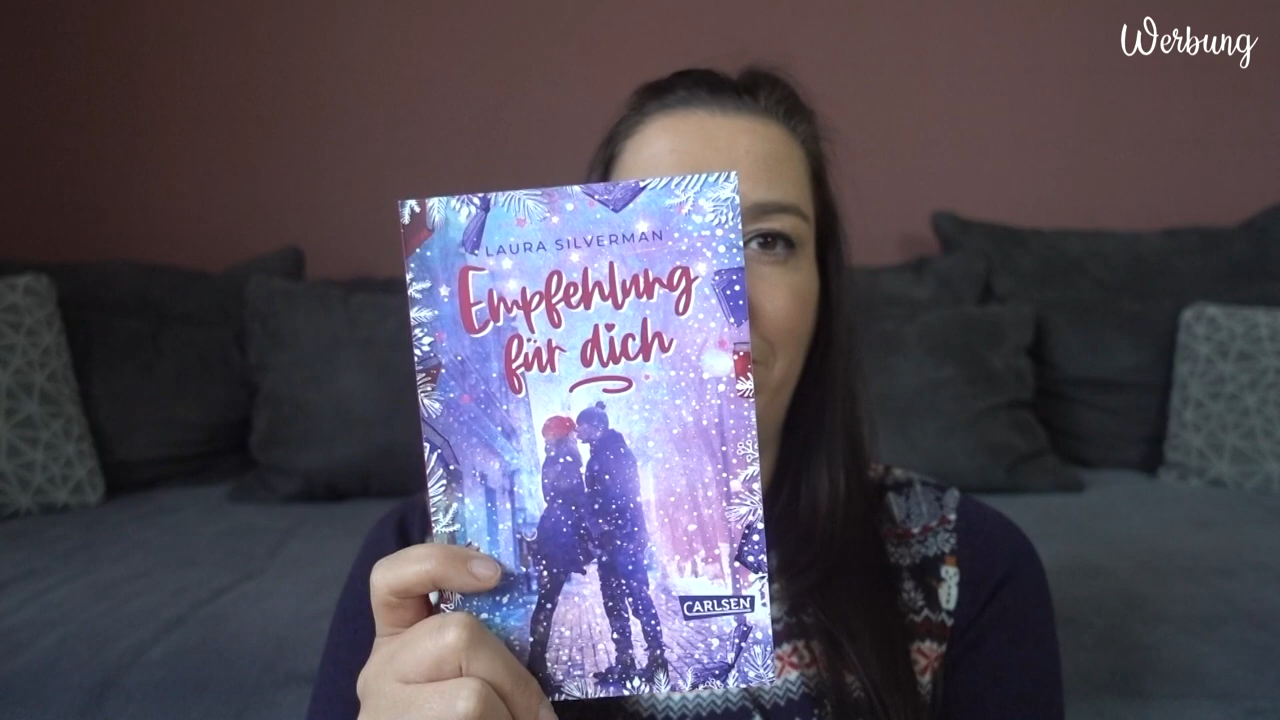 Werbung
LAURA SILVERMAN
Empfehlung
für dich
CARLSEN